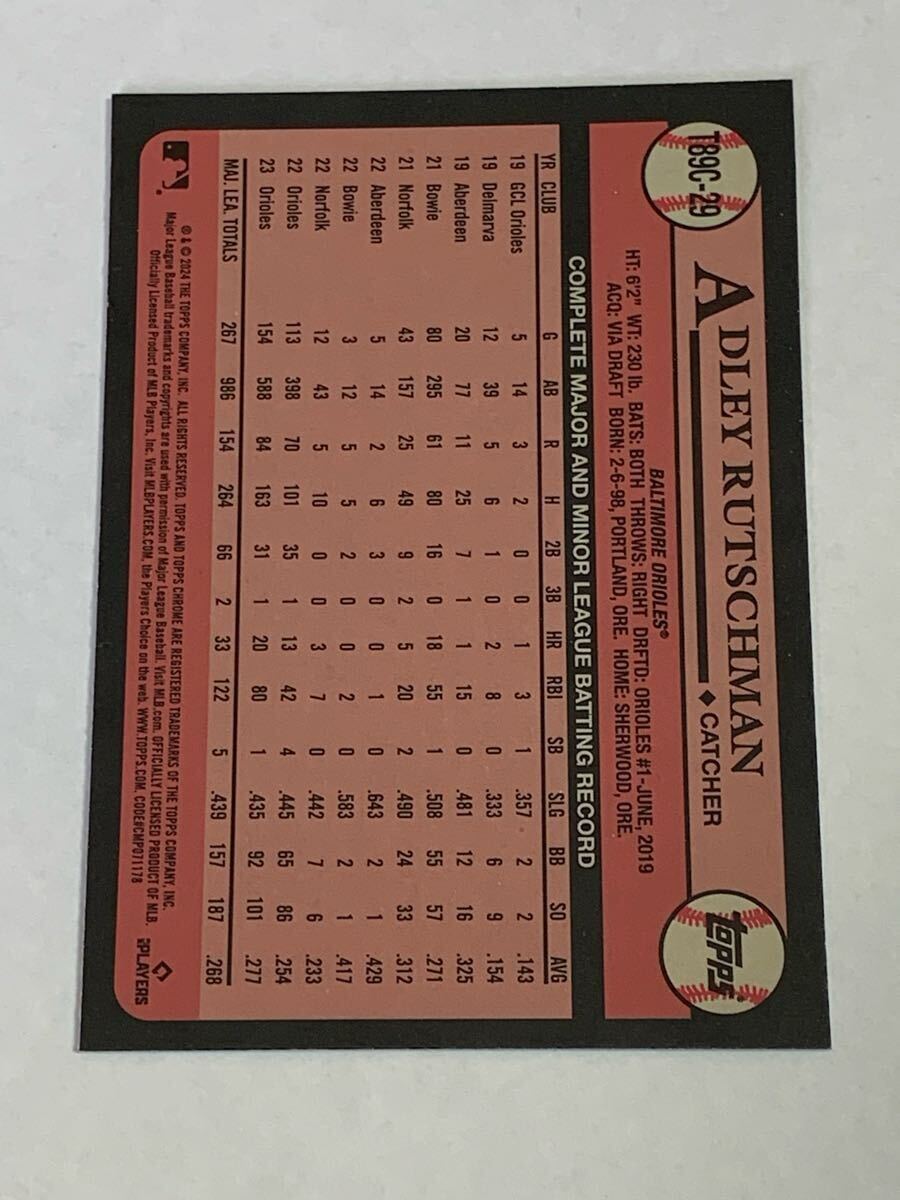 T89C-29
ADLEY RUTSCHMAN
♦ CATCHER
topps®
BALTIMORE ORIOLES®
HT: 6'2" WT: 230 lb. BATS: BOTH THROWS: RIGHT DRFTD: ORIOLES #1-JUNE, 2019
ACQ: VIA DRAFT BORN: 2-6-98, PORTLAND, ORE. HOME: SHERWOOD, ORE.
COMPLETE MAJOR AND MINOR LEAGUE BATTING RECORD
YR CLUB G AB R H 2B 3B HR RBI SB SLG BB SO AVG
19 GCL Orioles 5 14 3 2 0 0 1 3 1 .357 2 2 .143
19 Delmarva 12 39 5 6 1 0 2 8 0 .333 6 9 .154
19 Aberdeen 20 77 11 25 7 1 1 15 0 .481 12 16 .325
21 Bowie 80 295 61 80 16 0 18 55 1 .508 55 57 .271
21 Norfolk 43 157 25 49 9 2 5 20 2 .490 24 33 .312
22 Aberdeen 5 14 2 6 3 0 0 1 0 .643 2 1 .429
22 Bowie 3 12 5 5 2 0 0 2 0 .583 2 1 .417
22 Norfolk 12 43 5 10 0 0 3 7 0 .442 7 6 .233
22 Orioles 113 398 70 101 35 1 13 42 4 .445 65 86 .254
23 Orioles 154 588 84 163 31 1 20 80 1 .435 92 101 .277
MAJ. LEA. TOTALS 267 986 154 264 66 2 33 122 5 .439 157 187 .268
® & © 2024 THE TOPPS COMPANY, INC. ALL RIGHTS RESERVED. TOPPS AND TOPPS CHROME ARE REGISTERED TRADEMARKS OF THE TOPPS COMPANY, INC.
Major League Baseball trademarks and copyrights are used with permission of Major League Baseball. Visit MLB.com. OFFICIALLY LICENSED PRODUCT OF MLB.
Officially Licensed Product of MLB Players, Inc. Visit MLBPLAYERS.COM, the Players Choice on the web. WWW.TOPPS.COM. CODE#CMP071178
PLAYERS